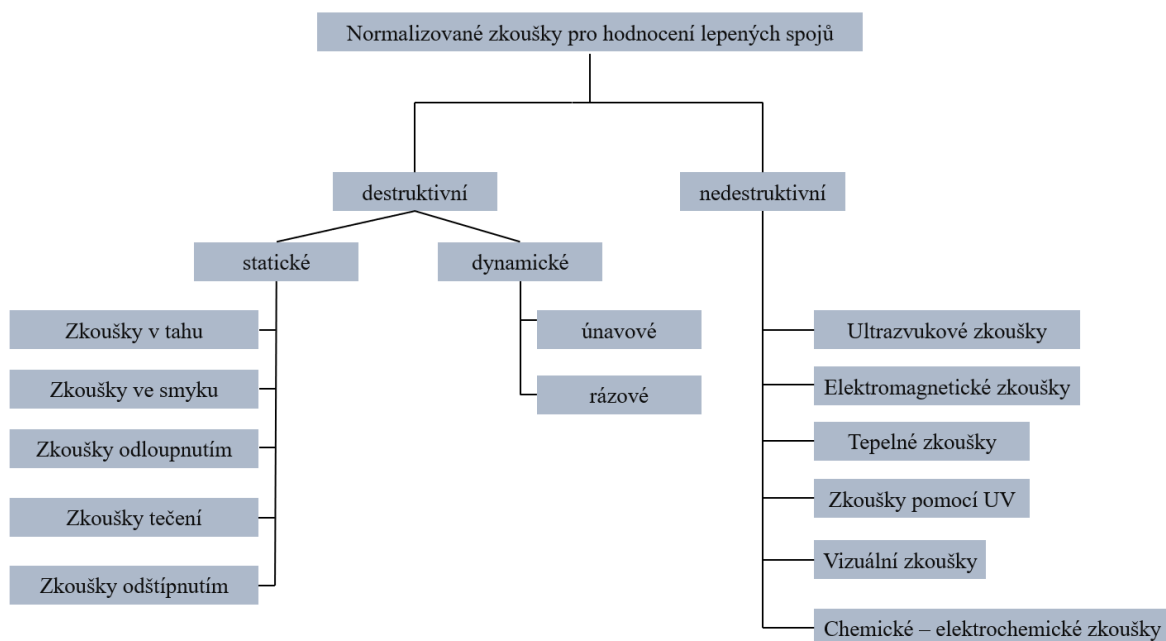 Normalizované zkoušky pro hodnocení lepených spojů
destruktivní
nedestruktivní
statické
dynamické
Zkoušky v tahu
Zkoušky ve smyku
Zkoušky odloupnutím
Zkoušky tečení
Zkoušky odštípnutím
únavové
rázové
Ultrazvukové zkoušky
Elektromagnetické zkoušky
Tepelné zkoušky
Zkoušky pomocí UV
Vizuální zkoušky
Chemické – elektrochemické zkoušky